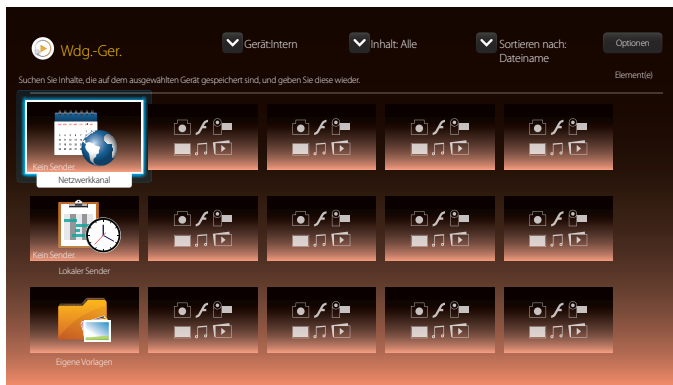 Wdg.-Ger.
Gerät:Intern
Inhalt: Alle
Sortieren nach:
Dateiname
Optionen
Suchen Sie Inhalte, die auf dem ausgewählten Gerät gespeichert sind, und geben Sie diese wieder.
Element(e)
Kein Sender.
Netzwerkkanal
Kein Sender.
Lokaler Sender
Eigene Vorlagen